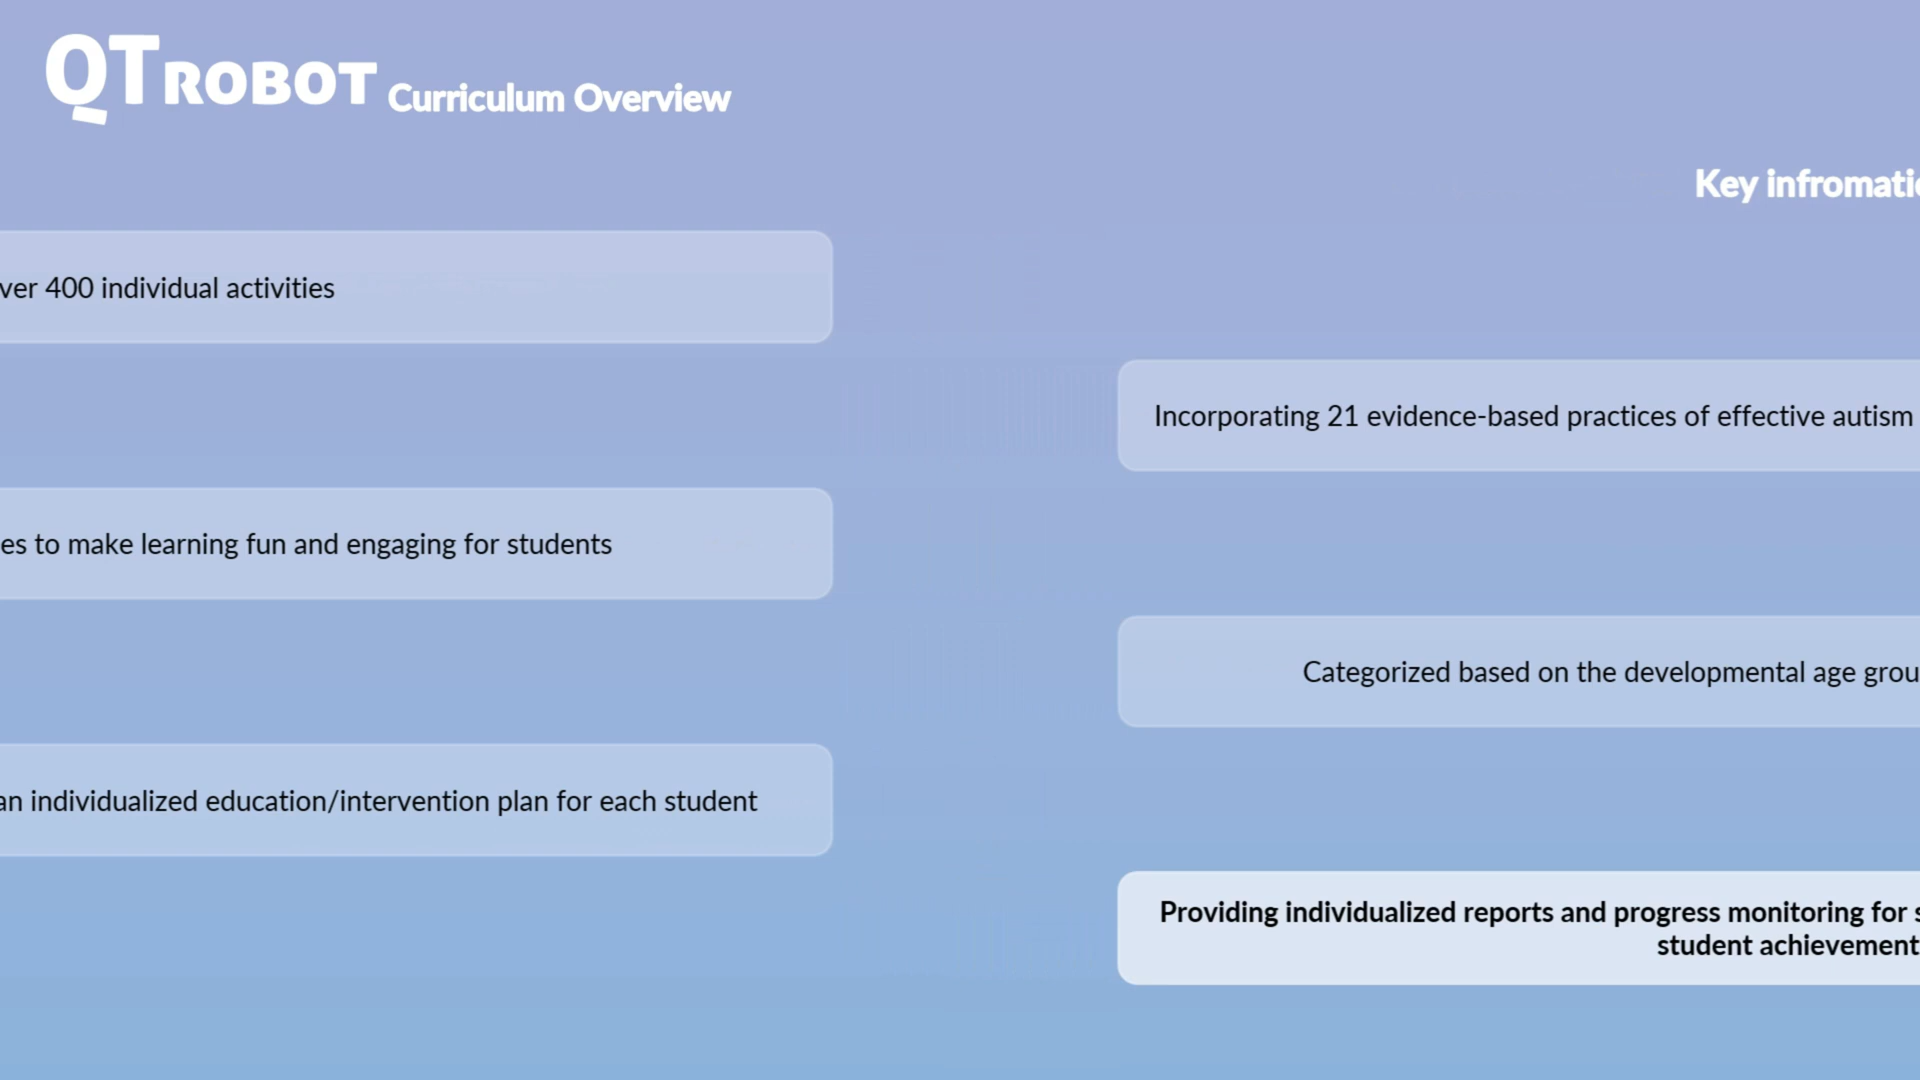 QTROBOT Curriculum Overview
Key infromatio
ver 400 individual activities
Incorporating 21 evidence-based practices of effective autism
es to make learning fun and engaging for students
Categorized based on the developmental age grou
an individualized education/intervention plan for each student
Providing individualized reports and progress monitoring for s
student achievement